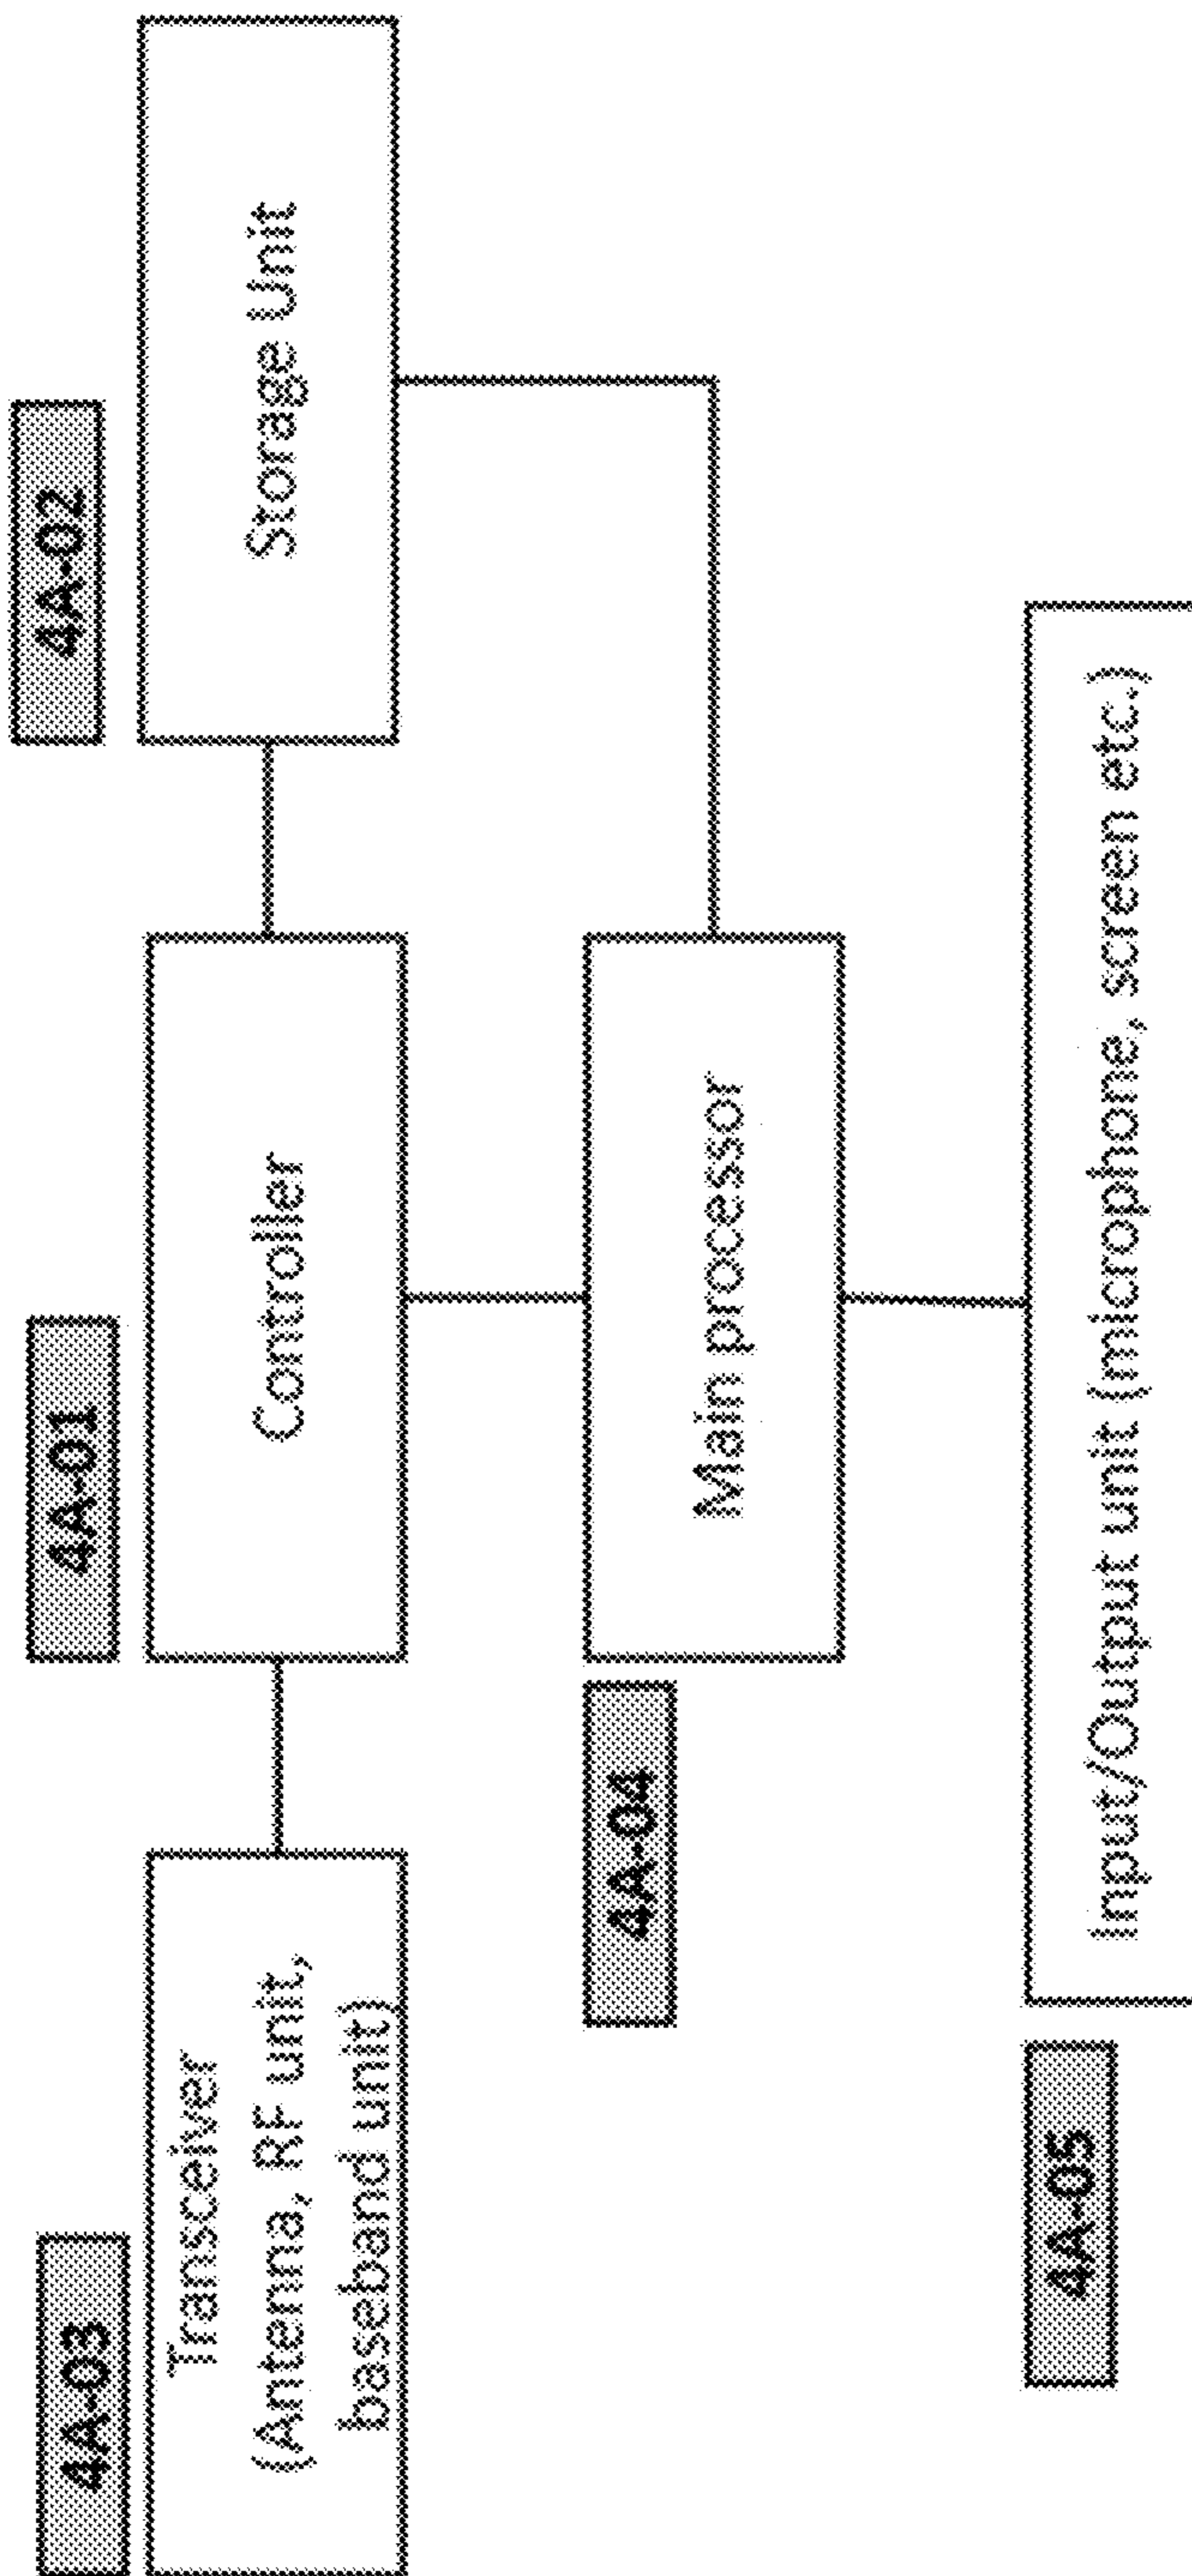 4A-03
4A-01
4A-02
Transceiver
(Antenna, RF unit,
baseband unit)
Controller
Storage Unit
4A-04
Main processor
4A-05
Input/Output unit (microphone, screen etc.)